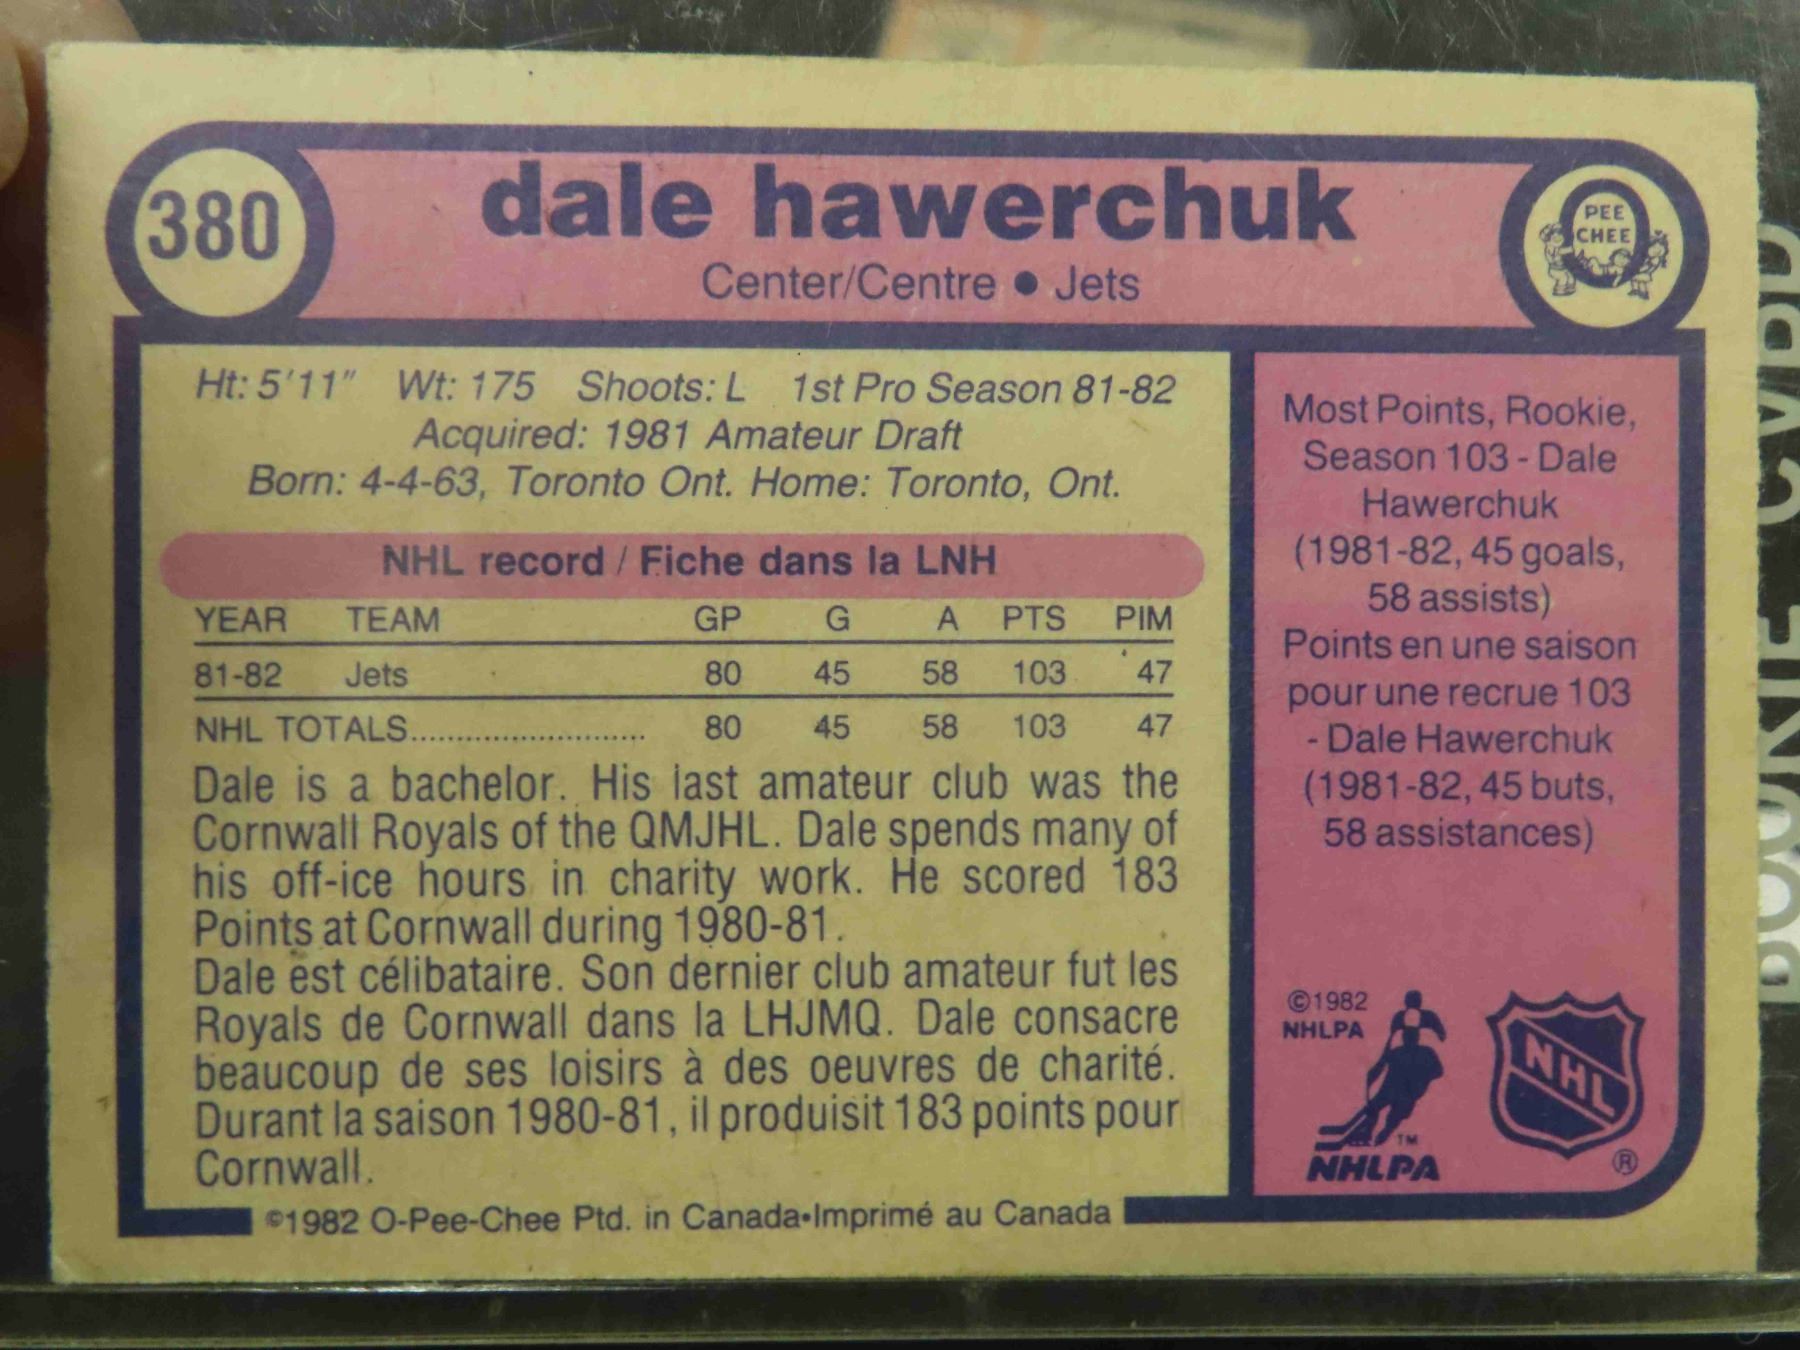 380
dale hawerchuk
Center/Centre • Jets
PEE
CHEE
Ht: 5'11" Wt: 175 Shoots: L 1st Pro Season 81-82
Acquired: 1981 Amateur Draft
Born: 4-4-63, Toronto Ont. Home: Toronto, Ont.
NHL record / Fiche dans la LNH
YEAR TEAM GP G A PTS PIM
81-82 Jets 80 45 58 103 47
NHL TOTALS.......................... 80 45 58 103 47
Dale is a bachelor. His last amateur club was the
Cornwall Royals of the QMJHL. Dale spends many of
his off-ice hours in charity work. He scored 183
Points at Cornwall during 1980-81.
Dale est célibataire. Son dernier club amateur fut les
Royals de Cornwall dans la LHJMQ. Dale consacre
beaucoup de ses loisirs à des oeuvres de charité.
Durant la saison 1980-81, il produisit 183 points pour
Cornwall.
©1982 O-Pee-Chee Ptd. in Canada•Imprimé au Canada
Most Points, Rookie,
Season 103 - Dale
Hawerchuk
(1981-82, 45 goals,
58 assists)
Points en une saison
pour une recrue 103
- Dale Hawerchuk
(1981-82, 45 buts,
58 assistances)
©1982
NHLPA
TM
NHLPA
NHL
®
ROOKIE CARD